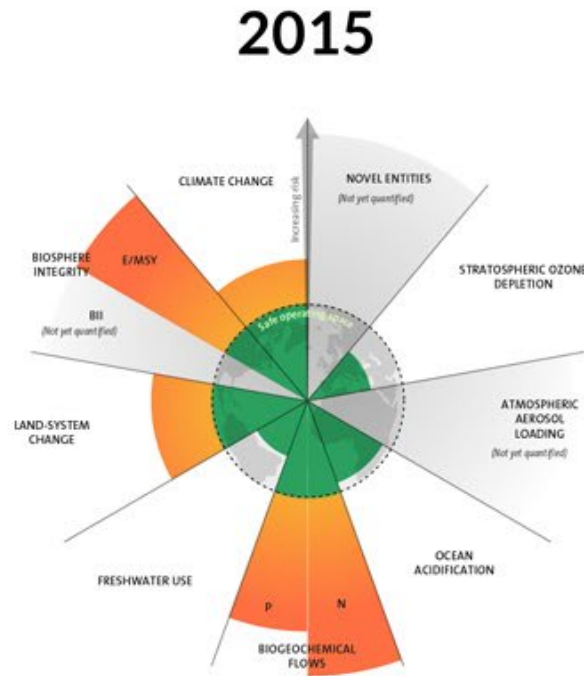 2015
CLIMATE CHANGE
Increasing risk
NOVEL ENTITIES
(Not yet quantified)
STRATOSPHERIC OZONE
DEPLETION
ATMOSPHERIC
AEROSOL
LOADING
(Not yet quantified)
OCEAN
ACIDIFICATION
N
P
BIOGEOCHEMICAL
FLOWS
FRESHWATER USE
LAND-SYSTEM
CHANGE
BII
(Not yet quantified)
BIOSPHERE
INTEGRITY
E/MSY
Safe operating space